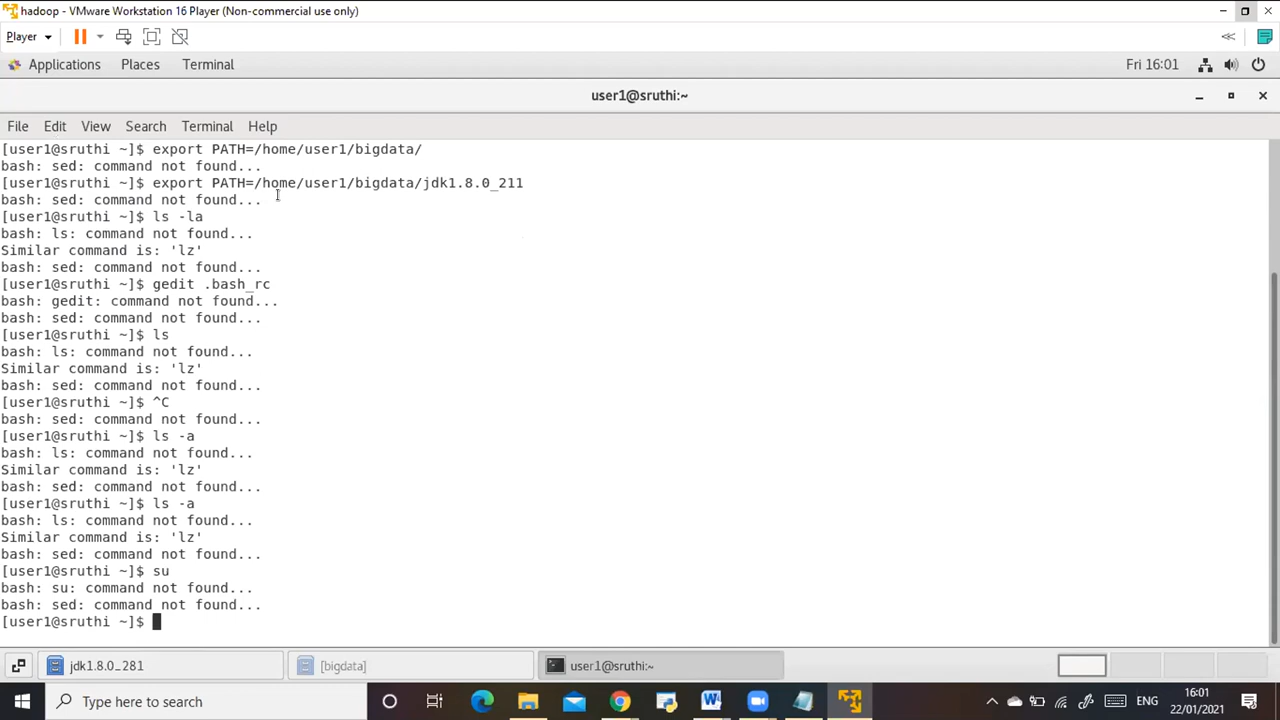 hadoop - VMware Workstation 16 Player (Non-commercial use only)
Player
Applications Places Terminal Fri 16:01
user1@sruthi:~
File Edit View Search Terminal Help
[user1@sruthi ~]$ export PATH=/home/user1/bigdata/
bash: sed: command not found...
[user1@sruthi ~]$ export PATH=/home/user1/bigdata/jdk1.8.0_211
bash: sed: command not found...
[user1@sruthi ~]$ ls -la
bash: ls: command not found...
Similar command is: 'lz'
bash: sed: command not found...
[user1@sruthi ~]$ gedit .bash_rc
bash: gedit: command not found...
bash: sed: command not found...
[user1@sruthi ~]$ ls
bash: ls: command not found...
Similar command is: 'lz'
bash: sed: command not found...
[user1@sruthi ~]$ ^C
bash: sed: command not found...
[user1@sruthi ~]$ ls -a
bash: ls: command not found...
Similar command is: 'lz'
bash: sed: command not found...
[user1@sruthi ~]$ ls -a
bash: ls: command not found...
Similar command is: 'lz'
bash: sed: command not found...
[user1@sruthi ~]$ su
bash: su: command not found...
bash: sed: command not found...
[user1@sruthi ~]$
jdk1.8.0_281 [bigdata] user1@sruthi:~
Type here to search ENG 16:01
22/01/2021